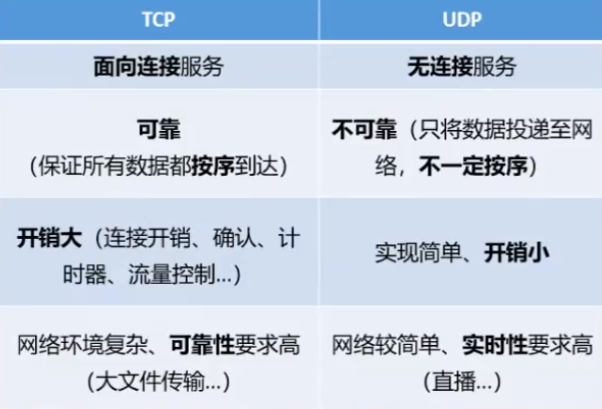 TCP
UDP
面向连接服务
无连接服务
可靠
(保证所有数据都按序到达)
不可靠（只将数据投递至网
络，不一定按序）
开销大（连接开销、确认、计
时器、流量控制...）
实现简单、开销小
网络环境复杂、可靠性要求高
（大文件传输...）
网络较简单、实时性要求高
（直播...）